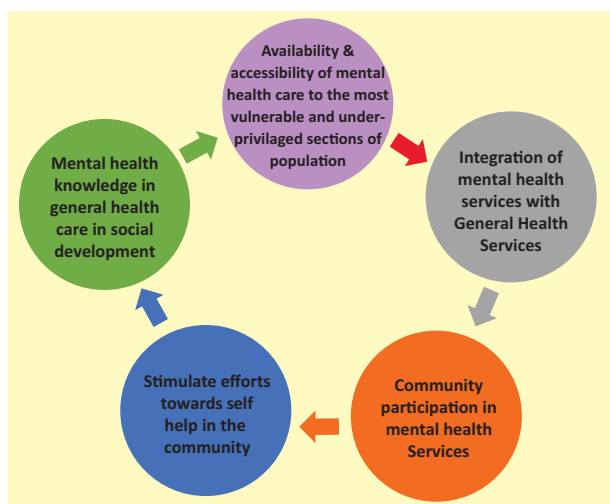 Availability &
accessibility of mental
health care to the most
vulnerable and under-
privilaged sections of
population
Integration of
mental health
services with
General Health
Services
Community
participation in
mental health
Services
Stimulate efforts
towards self
help in the
community
Mental health
knowledge in
general health
care in social
development